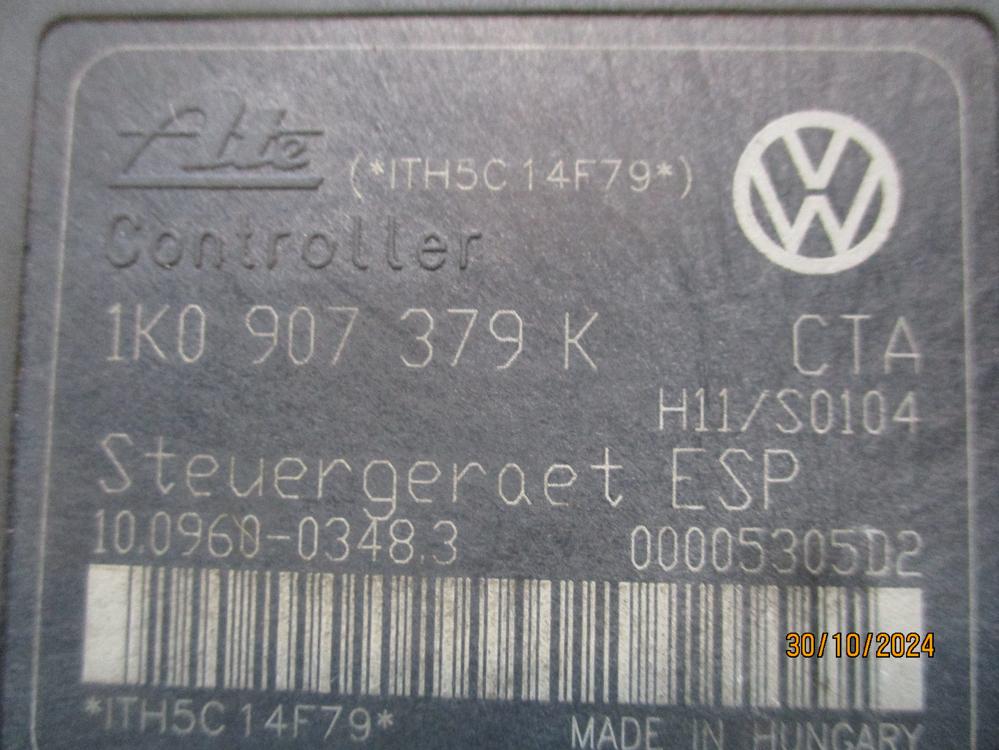 Ate (*ITH5C14F79*)
Controller
1K0 907 379 K CTA
H11/S0104
Steuergeraet ESP
10.0960-0348.3 00005305D2
30/10/2024
*ITH5C14F79* MADE IN HUNGARY